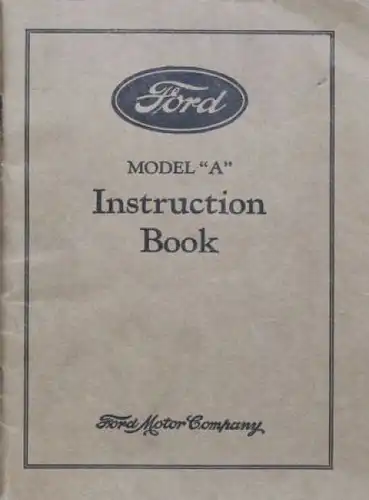 Ford
MODEL "A"
Instruction
Book
Ford Motor Company